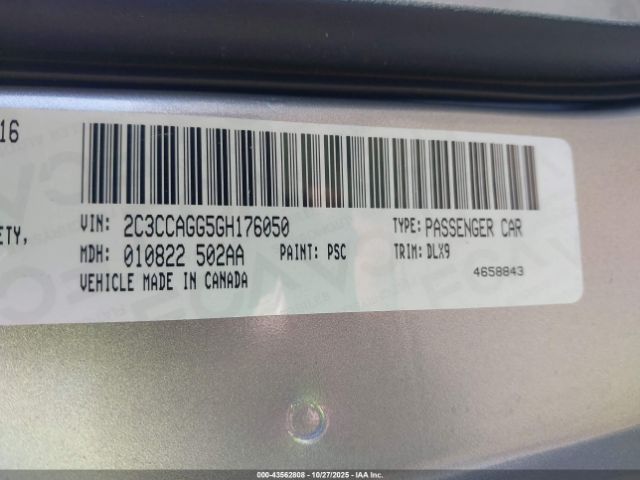 16
VIN: 2C3CCAGG5GH176050
TYPE: PASSENGER CAR
ETY,
MDH: 010822 502AA
PAINT: PSC
TRIM: DLX9
VEHICLE MADE IN CANADA
4658843
00-43562808 - 10/27/2025 - IAA Inc.